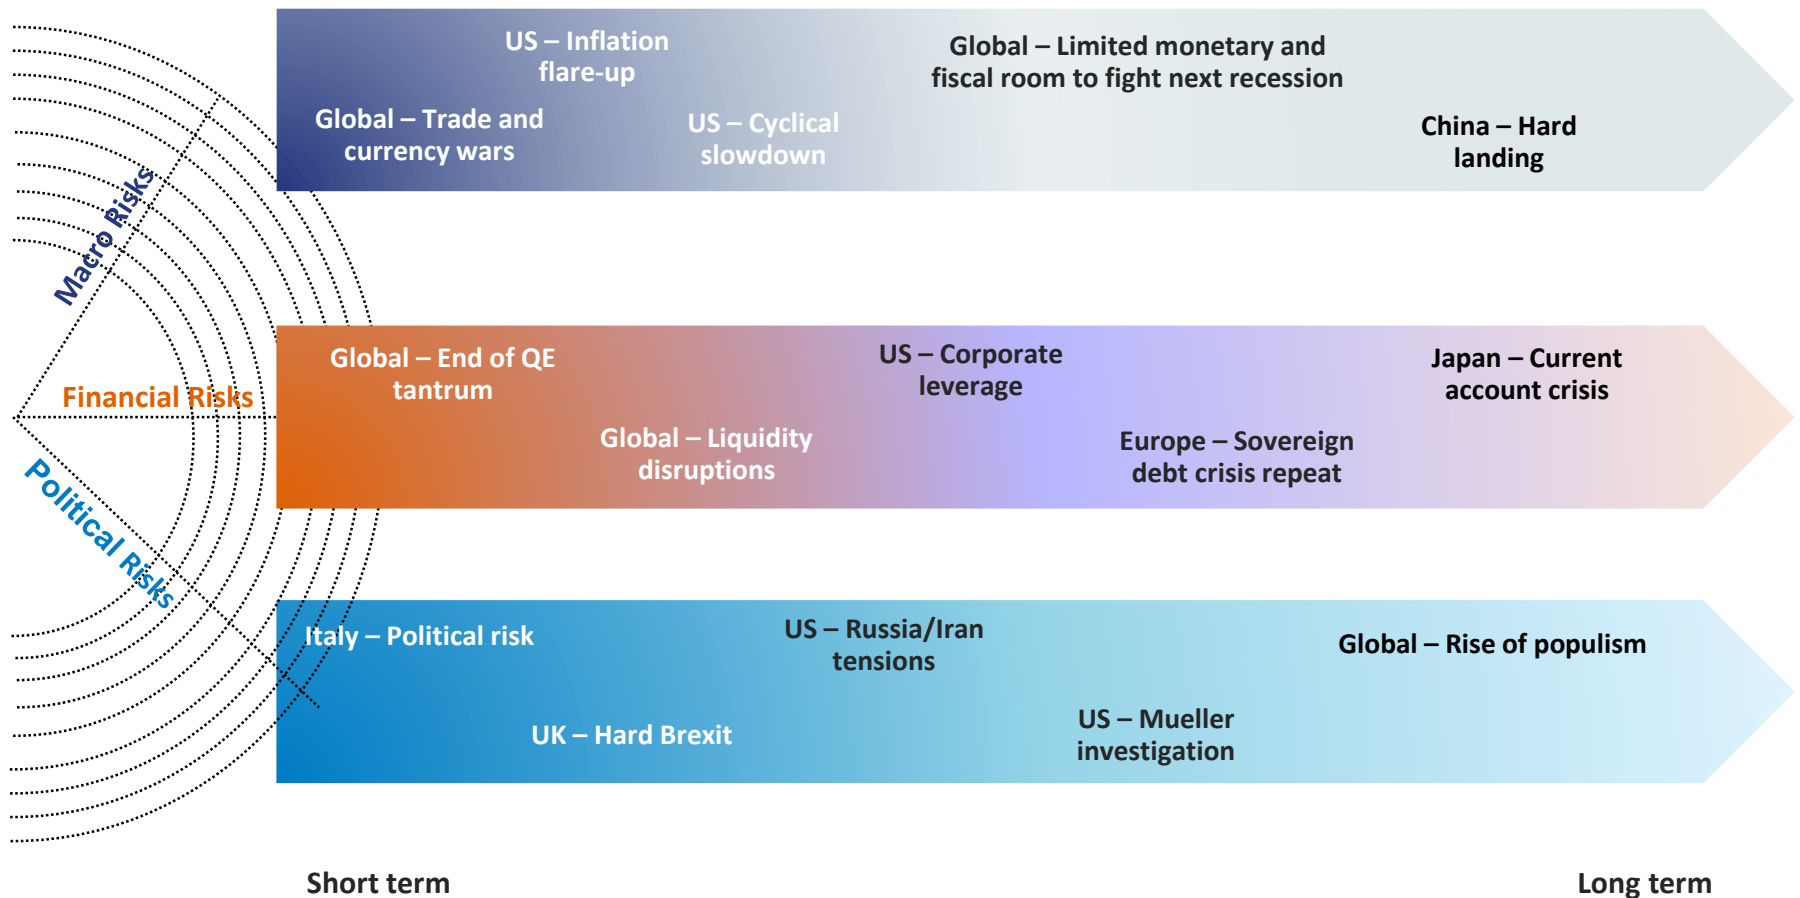 Macro Risks
US – Inflation
flare-up
Global – Trade and
currency wars
US – Cyclical
slowdown
Global – Limited monetary and
fiscal room to fight next recession
China – Hard
landing
Financial Risks
Global – End of QE
tantrum
Global – Liquidity
disruptions
US – Corporate
leverage
Europe – Sovereign
debt crisis repeat
Japan – Current
account crisis
Political Risks
Italy – Political risk
UK – Hard Brexit
US – Russia/Iran
tensions
US – Mueller
investigation
Global – Rise of populism
Short term
Long term